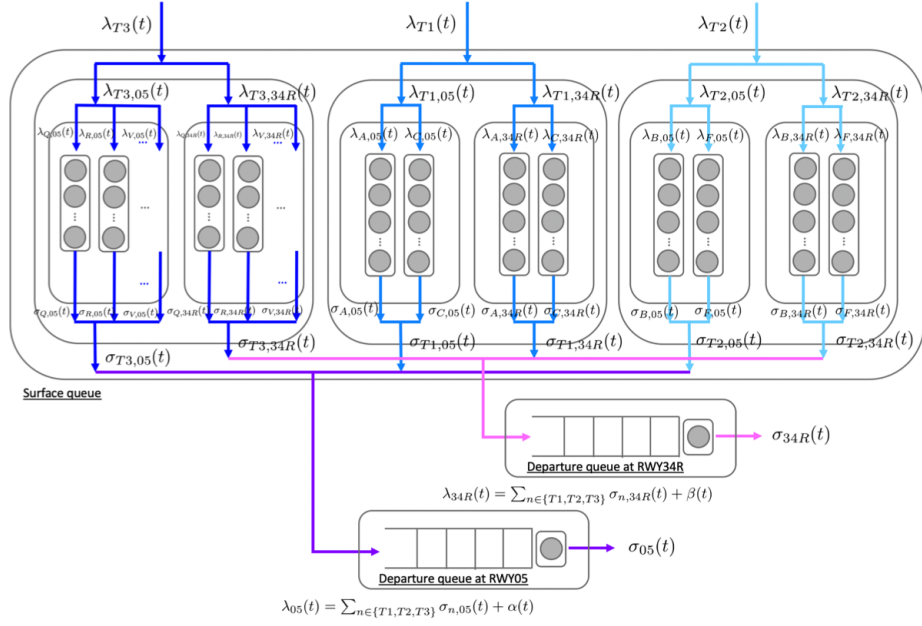 λ_{T3}(t) λ_{T1}(t) λ_{T2}(t)
λ_{T3,05}(t) λ_{T3,34R}(t) λ_{T1,05}(t) λ_{T1,34R}(t) λ_{T2,05}(t) λ_{T2,34R}(t)
λ_{Q,05}(t) λ_{R,05}(t) λ_{V,05}(t) λ_{Q,34R}(t) λ_{R,34R}(t) λ_{V,34R}(t) λ_{A,05}(t) λ_{C,05}(t) λ_{A,34R}(t) λ_{C,34R}(t) λ_{B,05}(t) λ_{F,05}(t) λ_{B,34R}(t) λ_{F,34R}(t)
... ...
... ...
... ...
σ_{Q,05}(t) σ_{R,05}(t) σ_{V,05}(t) σ_{Q,34R}(t) σ_{R,34R}(t) σ_{V,34R}(t) σ_{A,05}(t) σ_{C,05}(t) σ_{A,34R}(t) σ_{C,34R}(t) σ_{B,05}(t) σ_{F,05}(t) σ_{B,34R}(t) σ_{F,34R}(t)
σ_{T3,05}(t) σ_{T3,34R}(t) σ_{T1,05}(t) σ_{T1,34R}(t) σ_{T2,05}(t) σ_{T2,34R}(t)
Surface queue
σ_{34R}(t)
Departure queue at RWY34R
λ_{34R}(t) = ∑_{n∈{T1,T2,T3}} σ_{n,34R}(t) + β(t)
σ_{05}(t)
Departure queue at RWY05
λ_{05}(t) = ∑_{n∈{T1,T2,T3}} σ_{n,05}(t) + α(t)